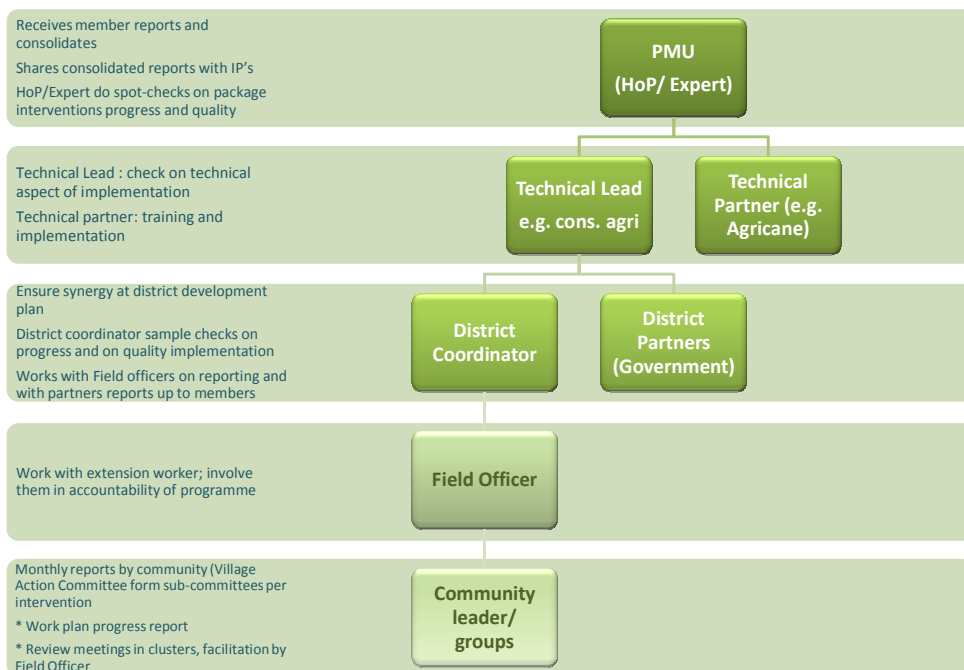 Receives member reports and
consolidates
Shares consolidated reports with IP's
HoP/Expert do spot-checks on package
interventions progress and quality
PMU
(HoP/ Expert)
Technical Lead : check on technical
aspect of implementation
Technical partner: training and
implementation
Technical Lead
e.g. cons. agri
Technical
Partner (e.g.
Agricane)
Ensure synergy at district development
plan
District coordinator sample checks on
progress and on quality implementation
Works with Field officers on reporting and
with partners reports up to members
District
Coordinator
District
Partners
(Government)
Work with extension worker; involve
them in accountability of programme
Field Officer
Monthly reports by community (Village
Action Committee form sub-committees per
intervention
* Work plan progress report
* Review meetings in clusters, facilitation by
Field Officer
Community
leader/
groups